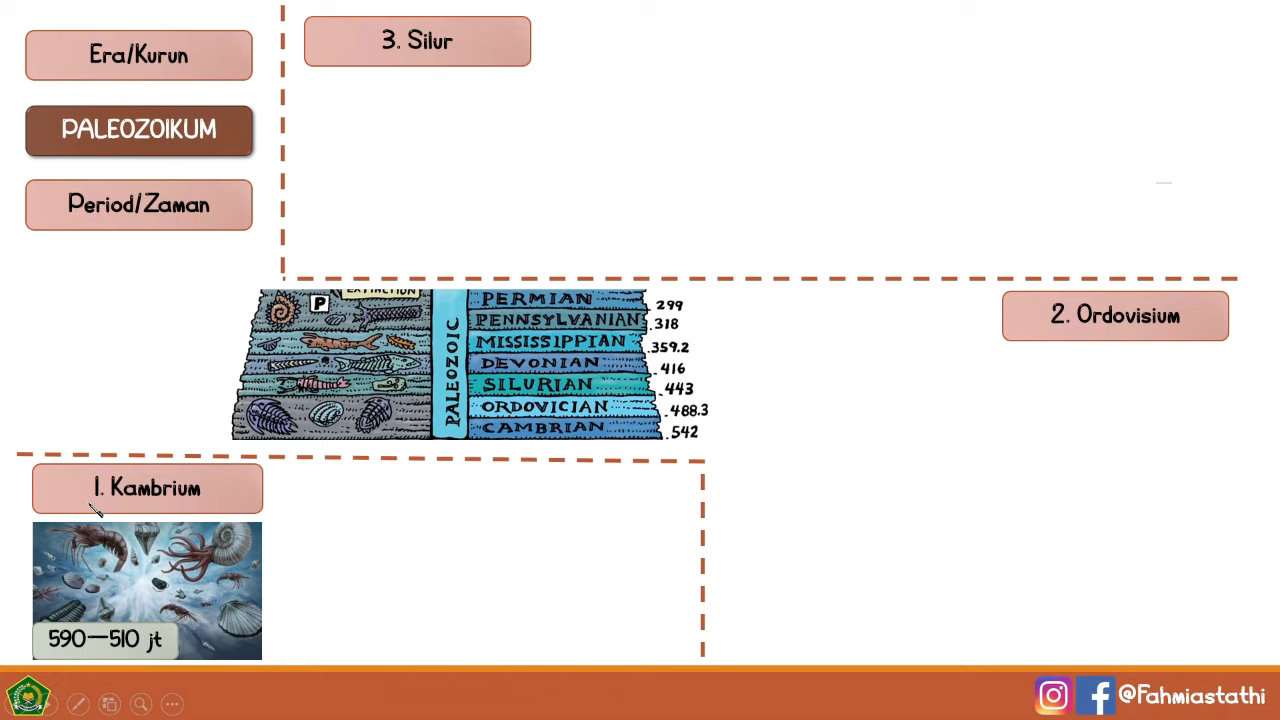 Era/Kurun
PALEOZOIKUM
Period/Zaman
3. Silur
EXTINCTION
P
PALEOZOIC
PERMIAN
299
PENNSYLVANIAN
318
MISSISSIPPIAN
359.2
DEVONIAN
416
SILURIAN
443
ORDOVICIAN
488.3
CAMBRIAN
542
2. Ordovisium
1. Kambrium
590—510 jt
@Fahmiastathi